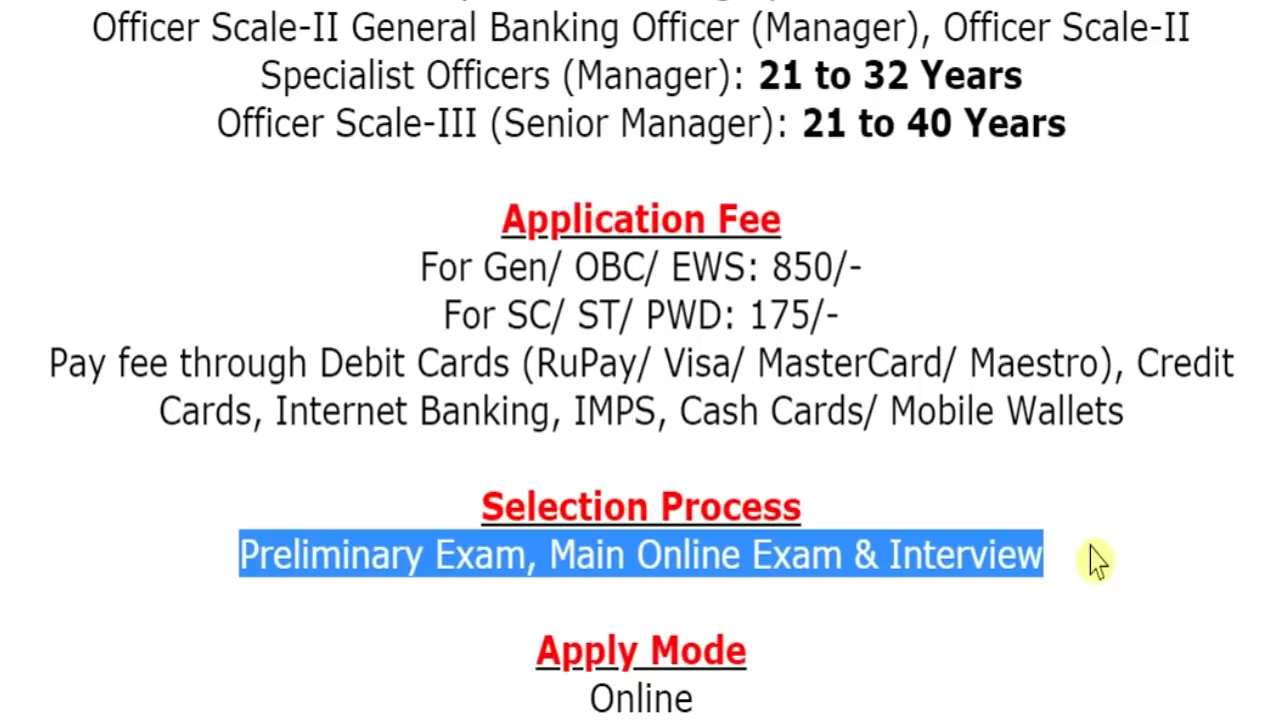 Officer Scale-II General Banking Officer (Manager), Officer Scale-II
Specialist Officers (Manager): 21 to 32 Years
Officer Scale-III (Senior Manager): 21 to 40 Years
Application Fee
For Gen/ OBC/ EWS: 850/-
For SC/ ST/ PWD: 175/-
Pay fee through Debit Cards (RuPay/ Visa/ MasterCard/ Maestro), Credit
Cards, Internet Banking, IMPS, Cash Cards/ Mobile Wallets
Selection Process
Preliminary Exam, Main Online Exam & Interview
Apply Mode
Online